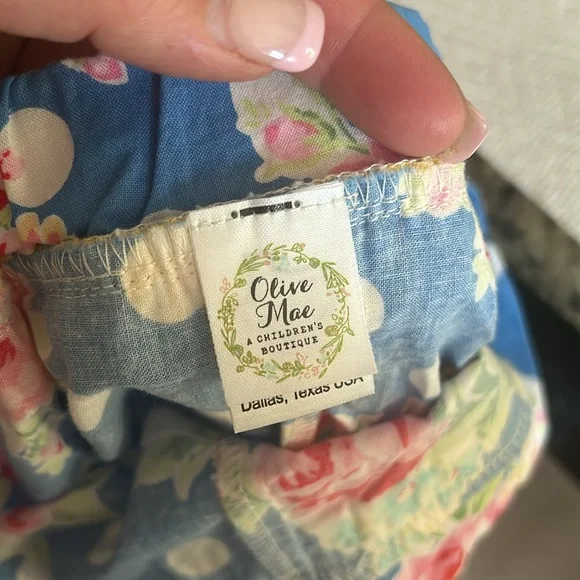 Olive
Mae
A CHILDREN'S
BOUTIQUE
Dallas, Texas USA